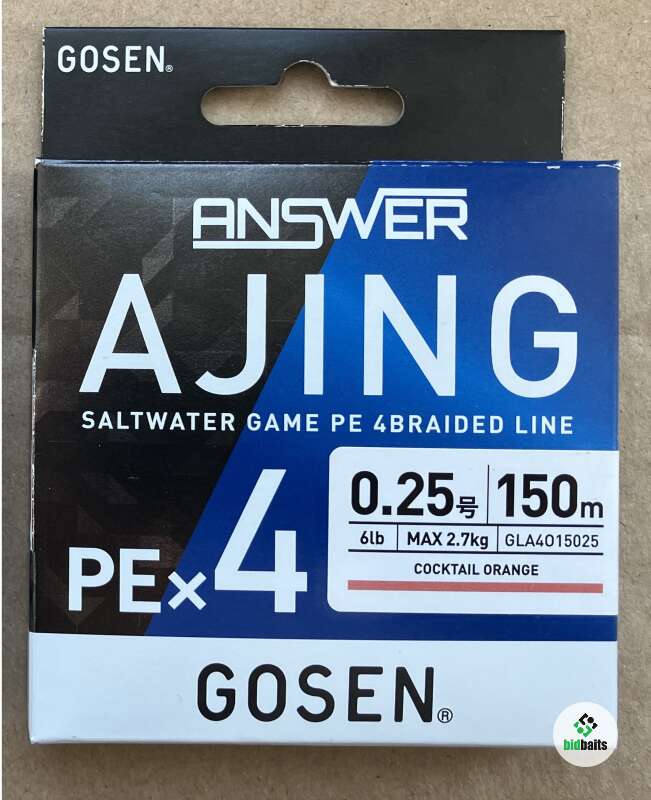 GOSEN®
ANSWER
AJING
SALTWATER GAME PE 4BRAIDED LINE
PE×4
0.25号 150m
6lb MAX 2.7kg GLA4015025
COCKTAIL ORANGE
GOSEN®
bidbaits